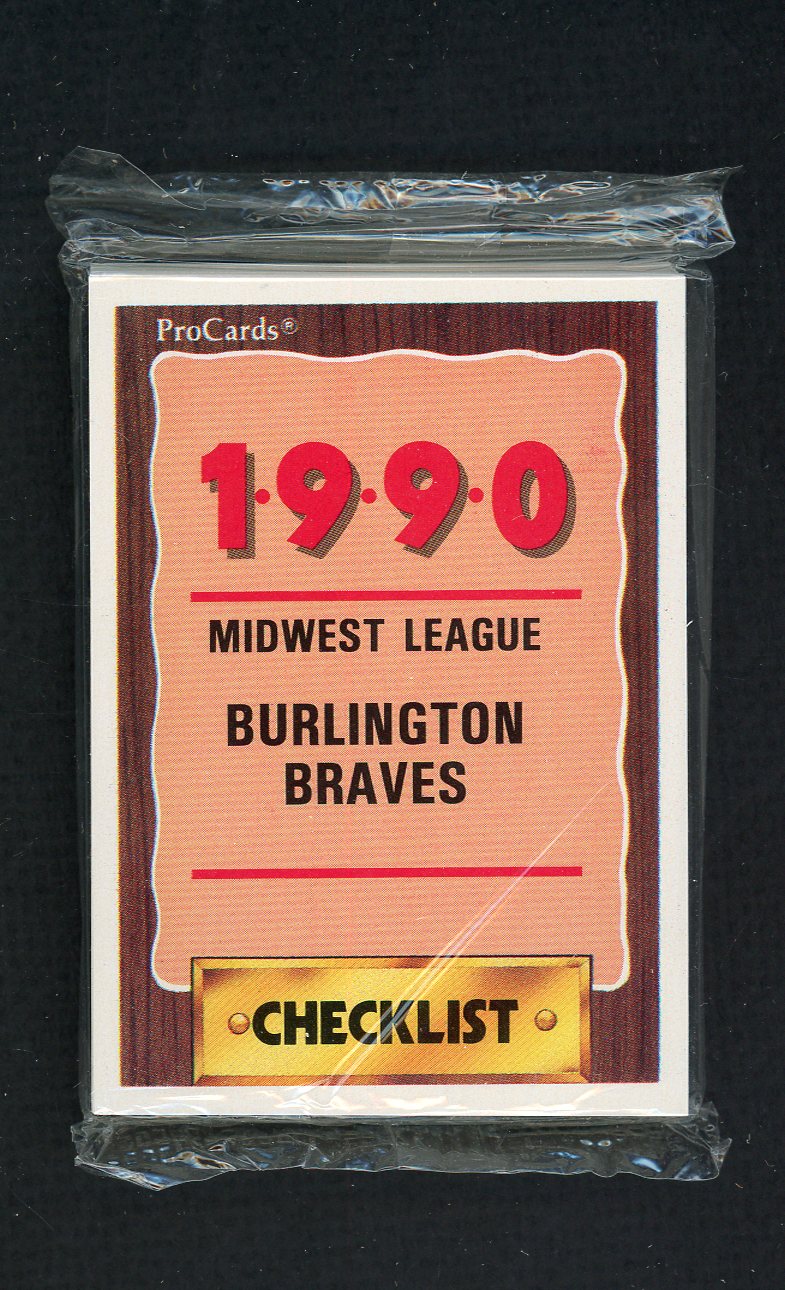 ProCards®
1·9·9·0
MIDWEST LEAGUE
BURLINGTON
BRAVES
CHECKLIST